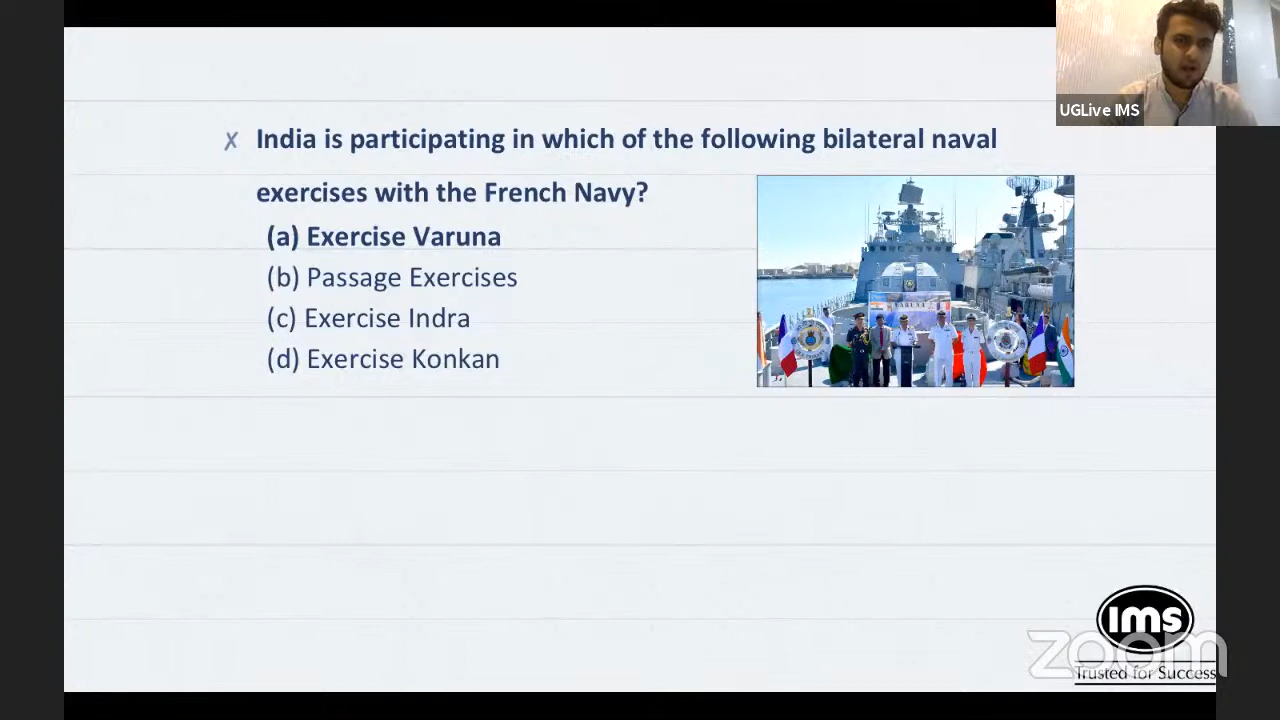 UGLive IMS
✗ India is participating in which of the following bilateral naval
exercises with the French Navy?
(a) Exercise Varuna
(b) Passage Exercises
(c) Exercise Indra
(d) Exercise Konkan
VARUNA
ims
zoom
Trusted for Success